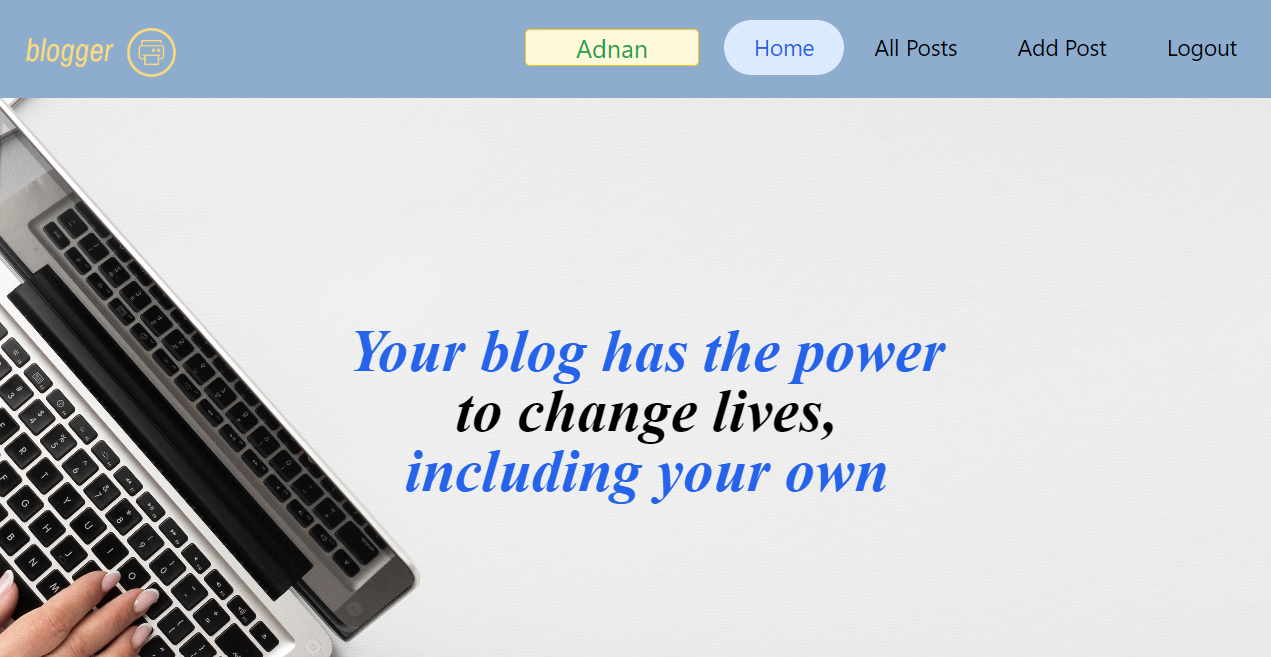 blogger
Adnan
Home
All Posts
Add Post
Logout
Your blog has the power
to change lives,
including your own